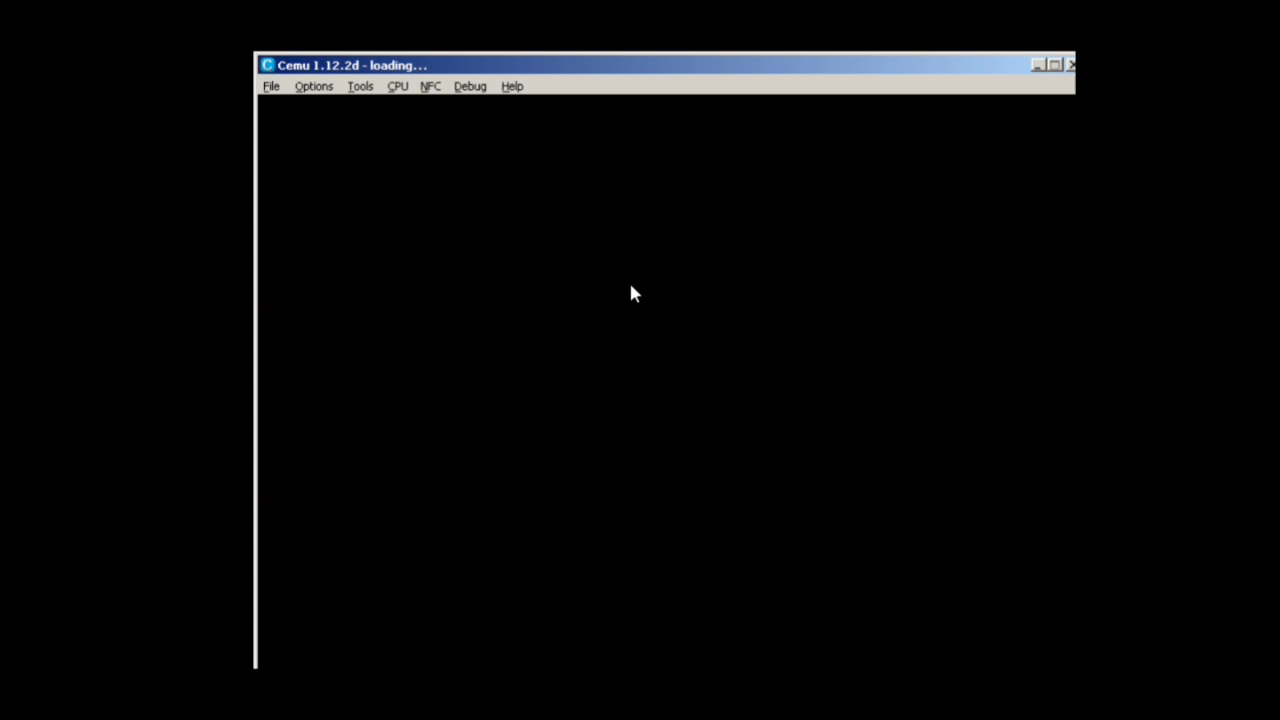 Cemu 1.12.2d - loading...
File Options Tools CPU NFC Debug Help